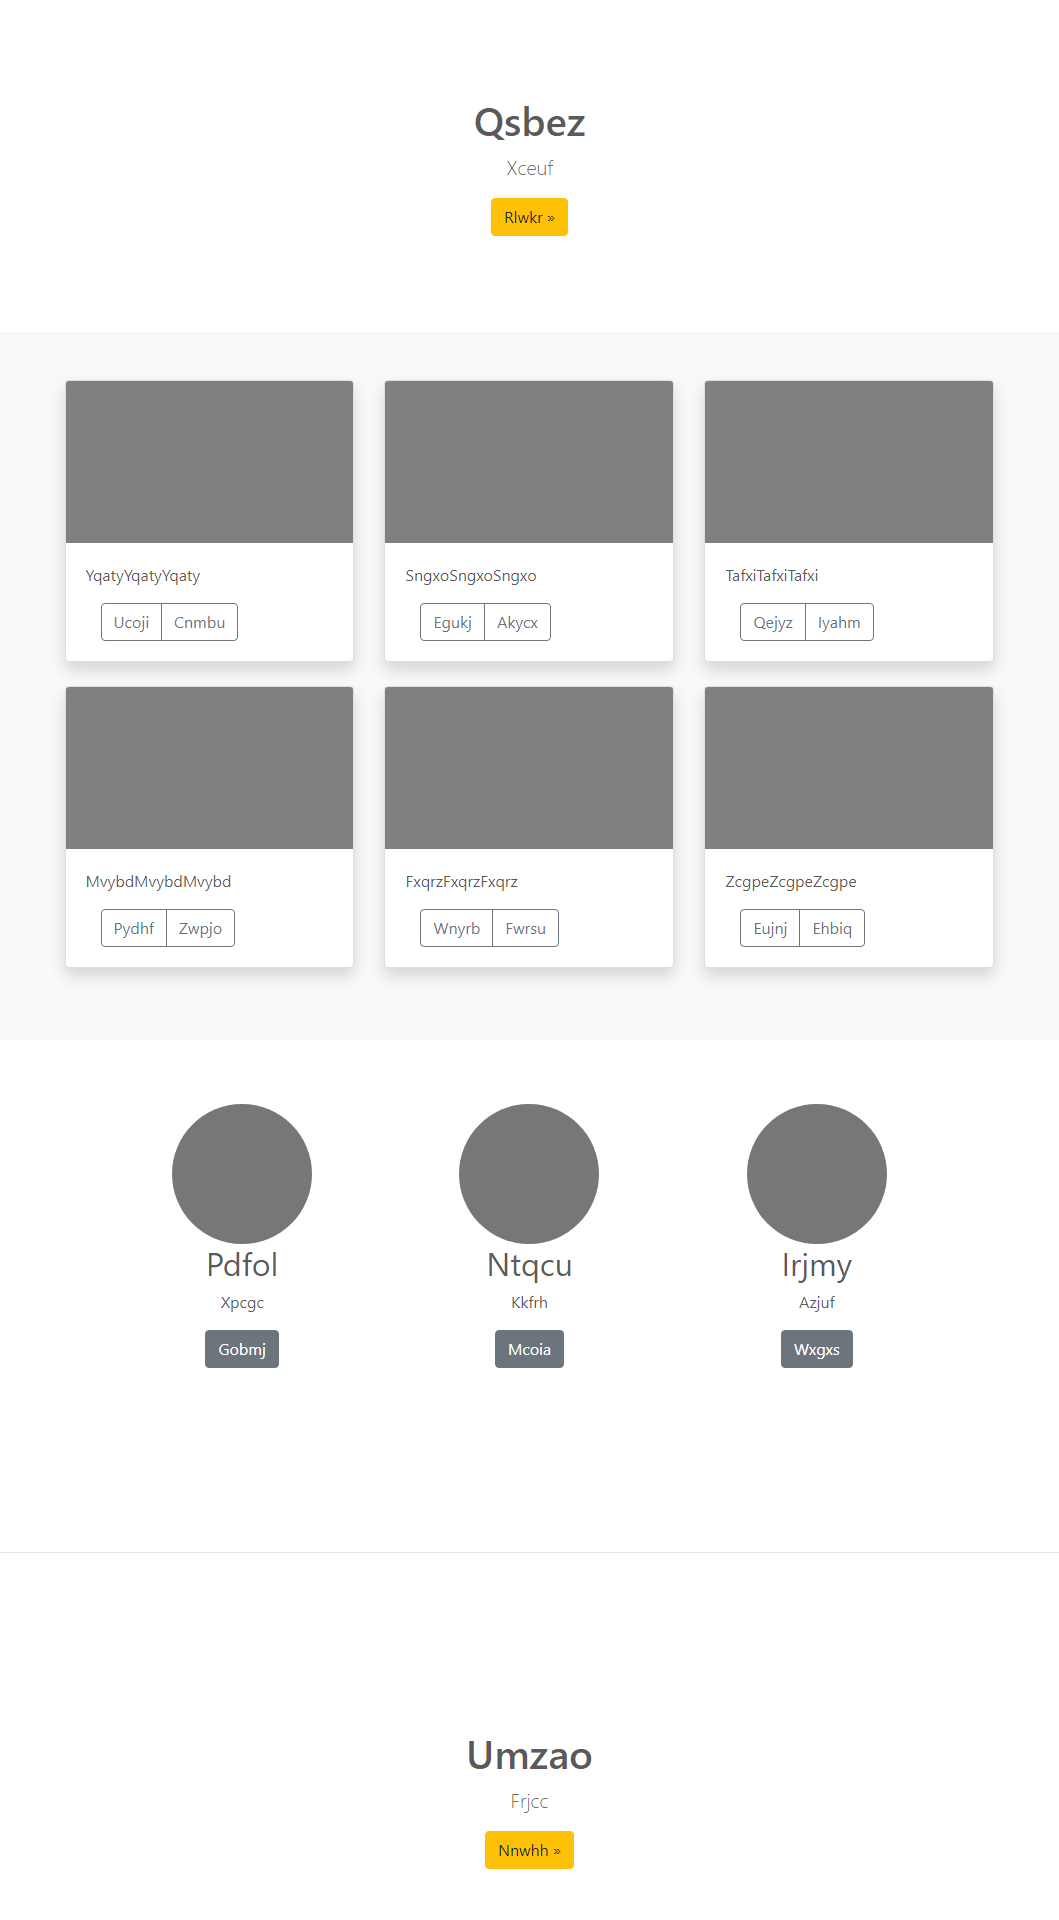 Qsbez
Xceuf
Rlwkr »
YqatyYqatyYqaty
Ucoji Cnmbu
SngxoSngxoSngxo
Egukj Akycx
TafxiTafxiTafxi
Qejyz Iyahm
MvybdMvybdMvybd
Pydhf Zwpjo
FxqrzFxqrzFxqrz
Wnyrb Fwrsu
ZcgpeZcgpeZcgpe
Eujnj Ehbiq
Pdfol
Xpcgc
Gobmj
Ntqcu
Kkfrh
Mcoia
Irjmy
Azjuf
Wxgxs
Umzao
Frjcc
Nnwhh »